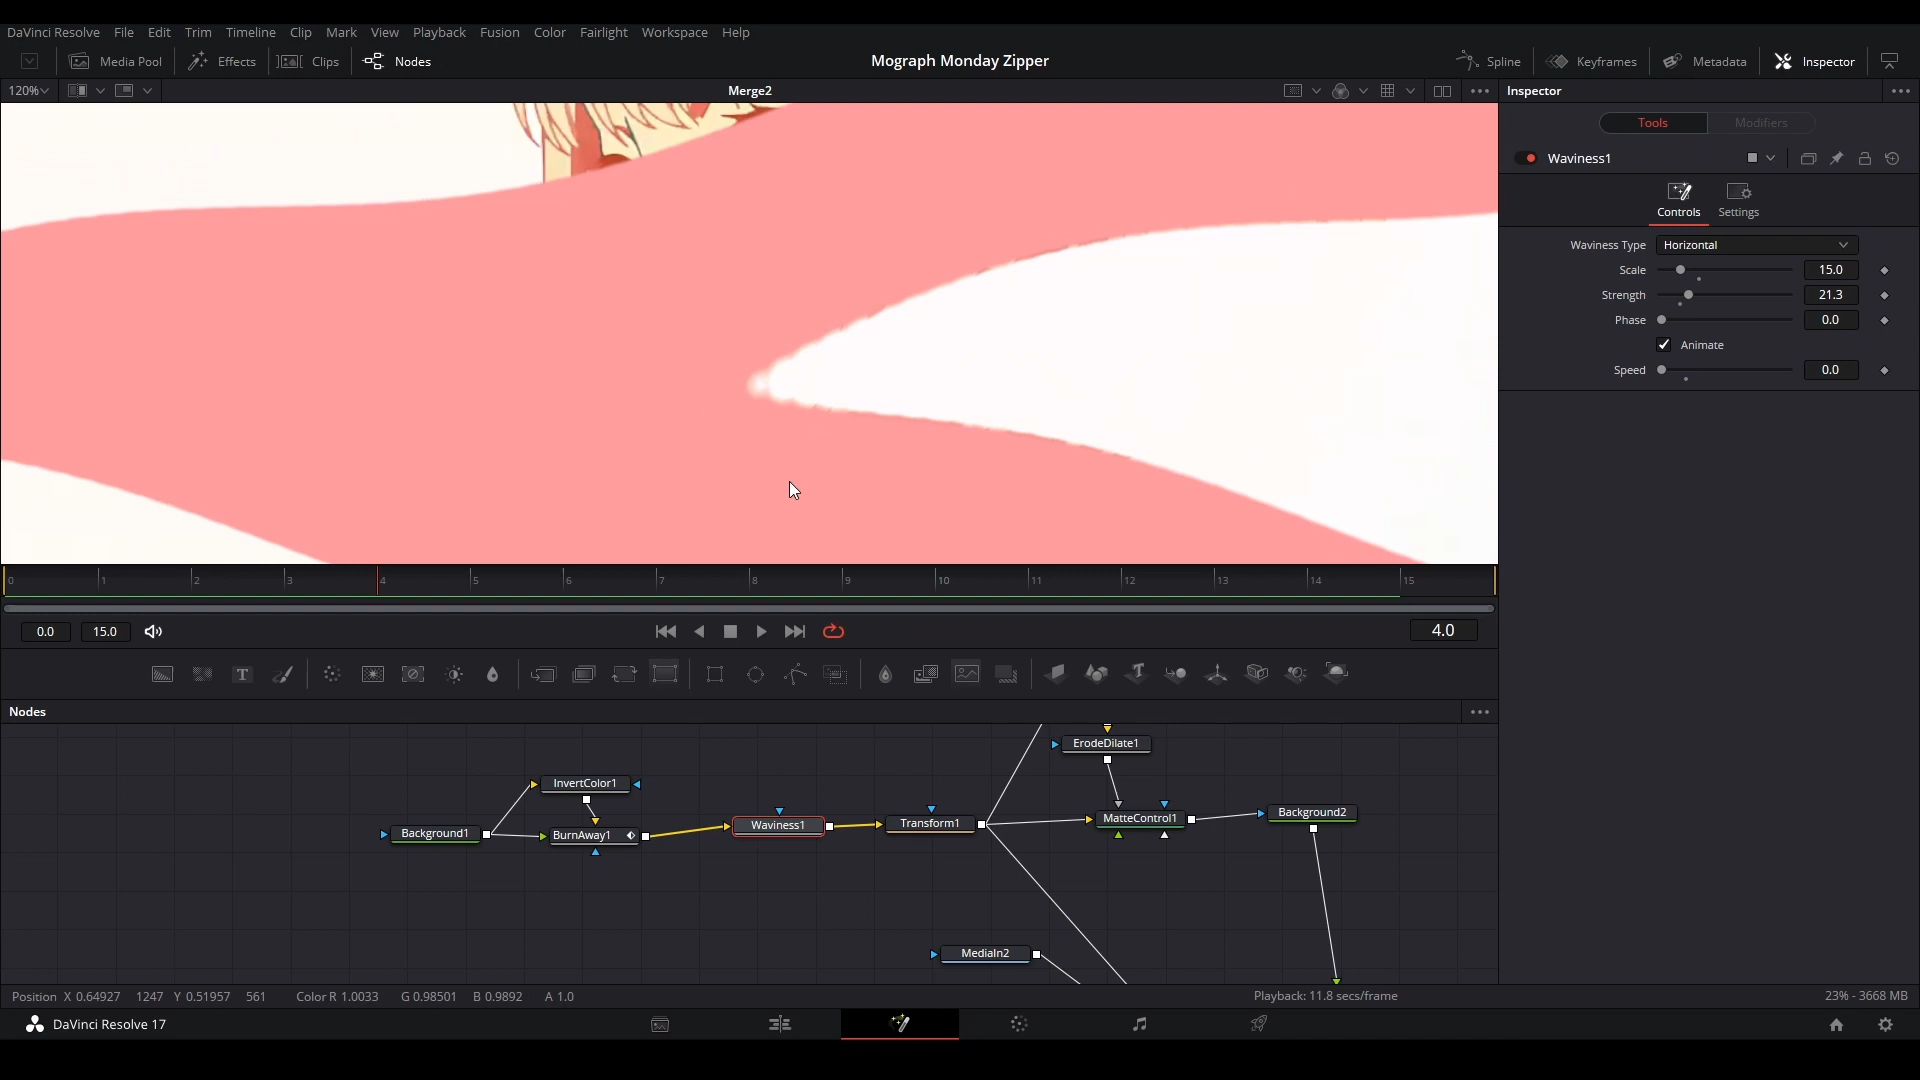 DaVinci Resolve File Edit Trim Timeline Clip Mark View Playback Fusion Color Fairlight Workspace Help
Media Pool Effects Clips Nodes Mograph Monday Zipper Spline Keyframes Metadata Inspector
120% Merge2 Inspector
Tools Modifiers
Waviness1
Controls Settings
Waviness Type Horizontal
Scale 15.0
Strength 21.3
Phase 0.0
Animate
Speed 0.0
0 1 2 3 4 5 6 7 8 9 10 11 12 13 14 15
0.0 15.0 4.0
Nodes
ErodeDilate1
InvertColor1
Background1 BurnAway1 Waviness1 Transform1 MatteControl1 Background2
MediaIn2
Position X 0.64927 1247 Y 0.51957 561 Color R 1.0033 G 0.98501 B 0.9892 A 1.0 Playback: 11.8 secs/frame 23% - 3668 MB
DaVinci Resolve 17